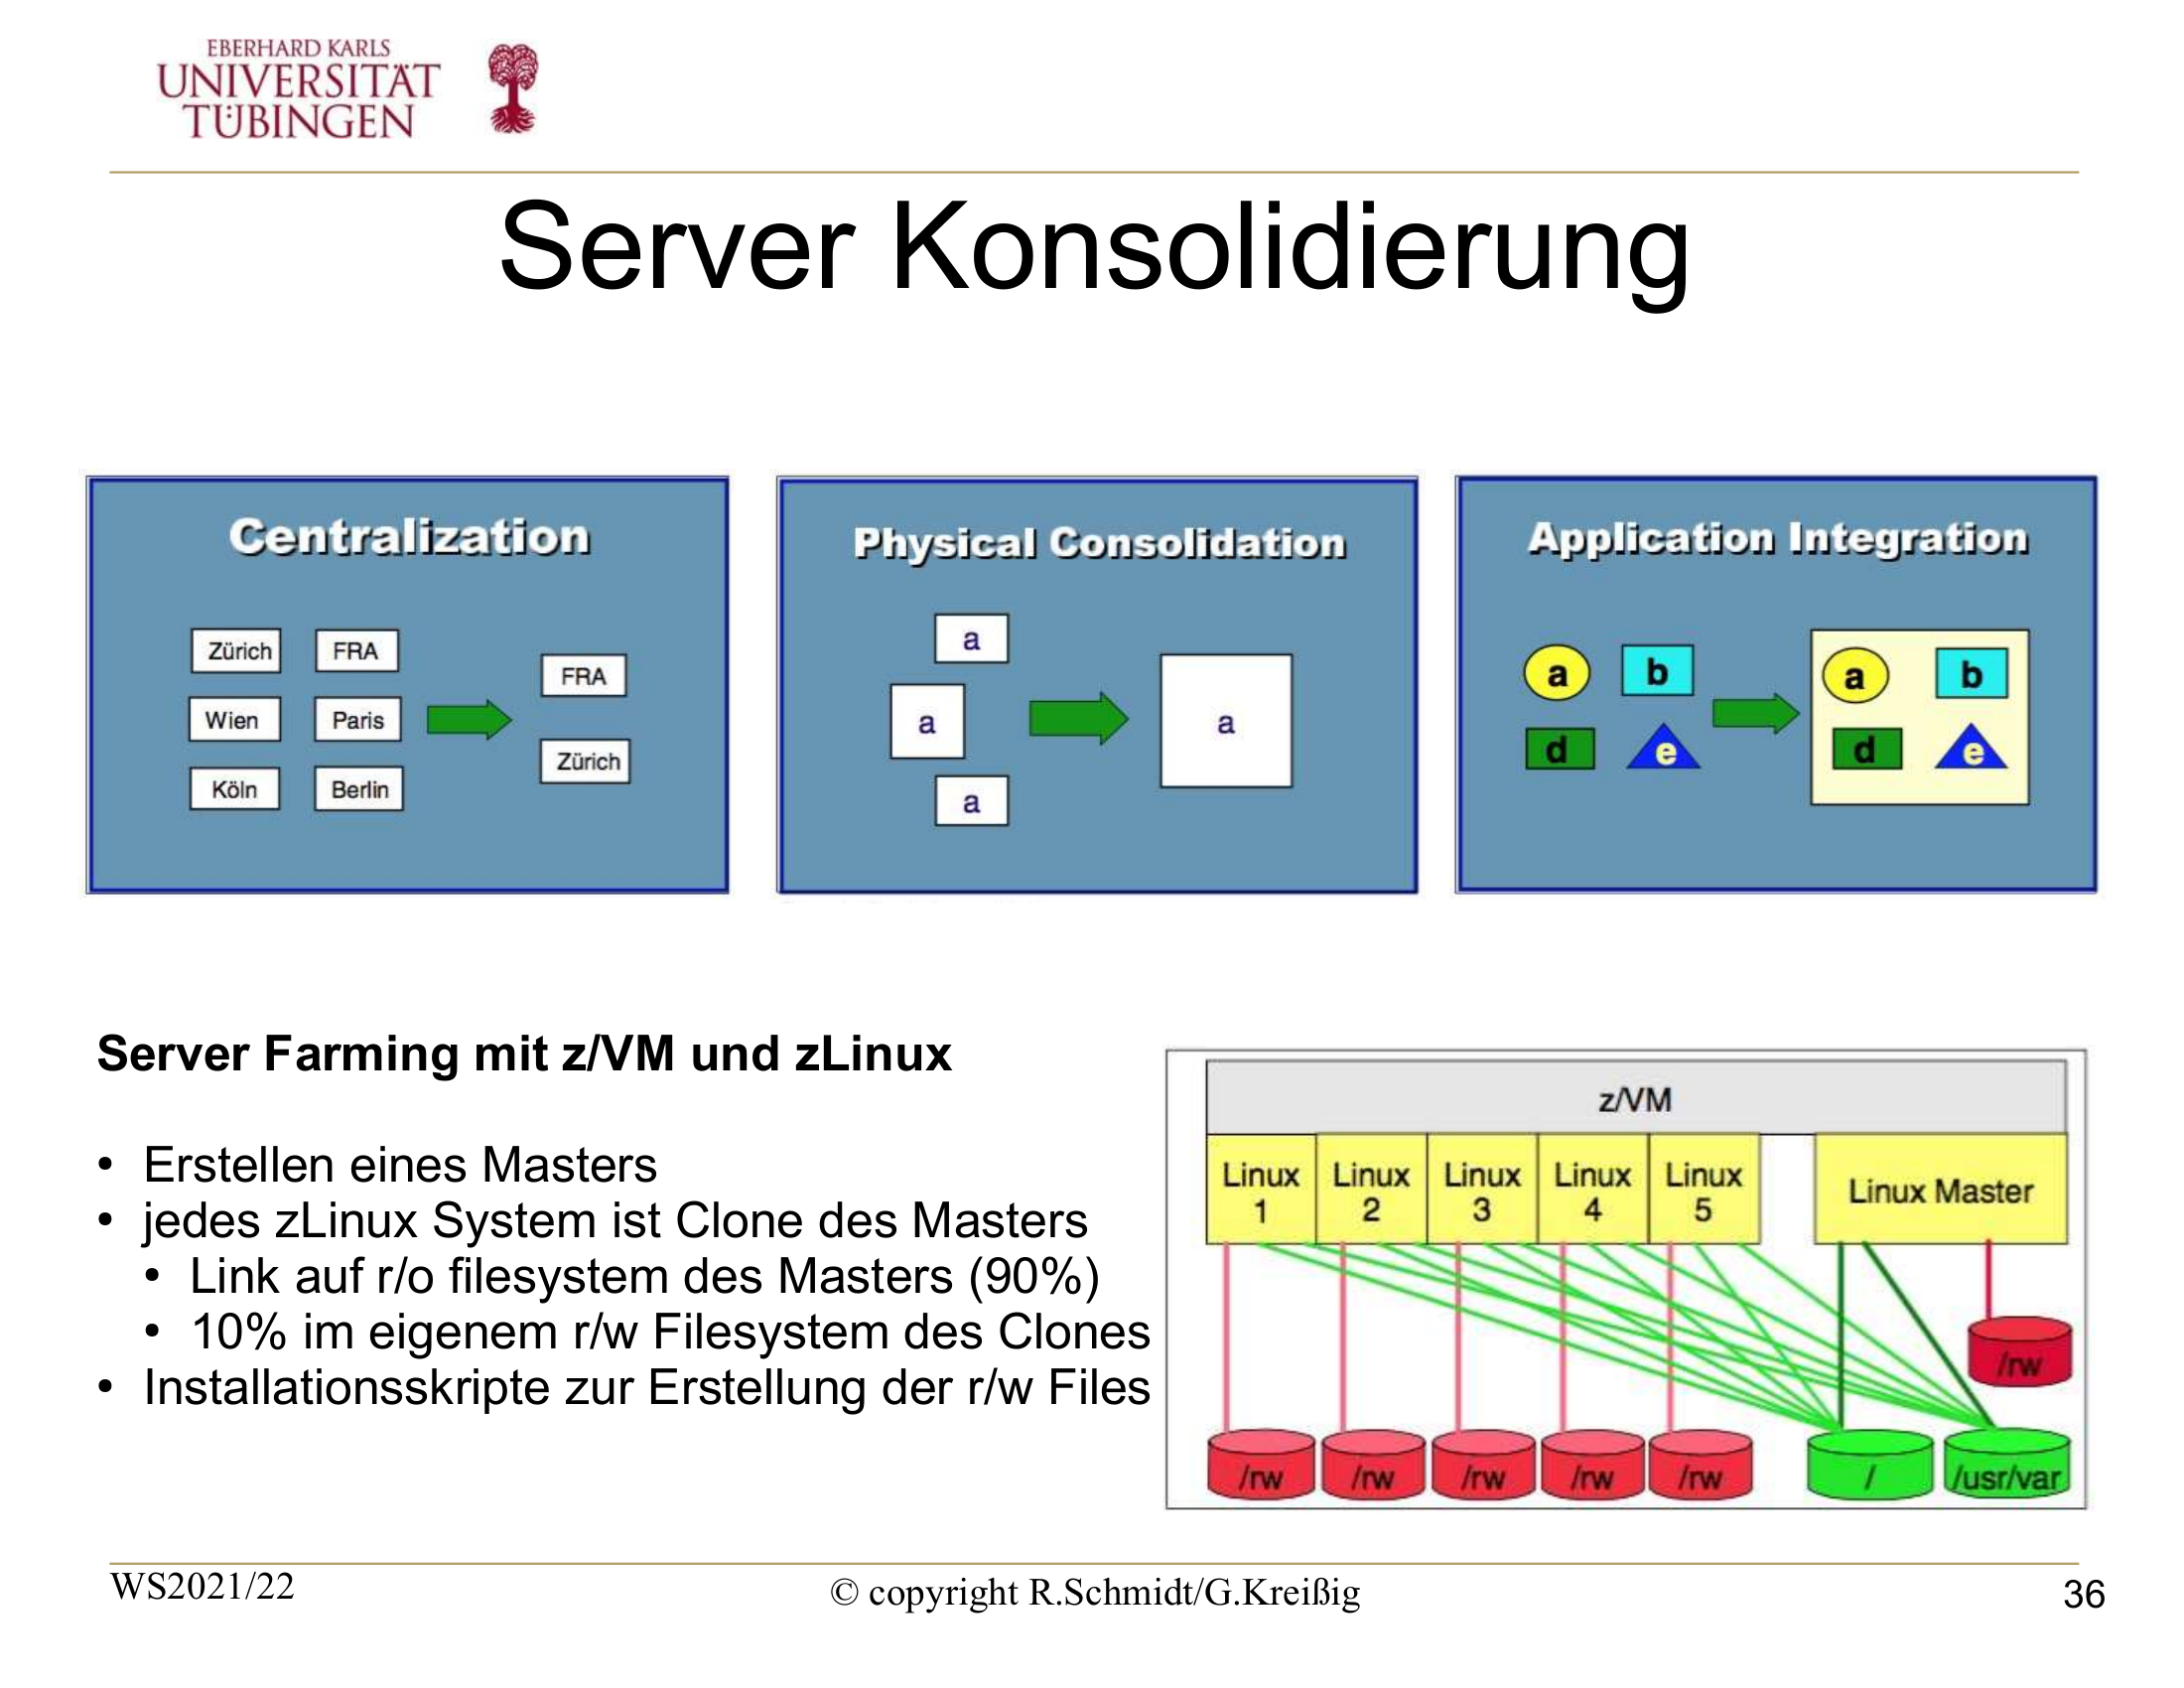 EBERHARD KARLS
UNIVERSITÄT
TÜBINGEN
Server Konsolidierung
Centralization
Zürich FRA
Wien Paris
Köln Berlin
FRA
Zürich
Physical Consolidation
a
a
a
a
Application Integration
a b
d e
a b
d e
Server Farming mit z/VM und zLinux
• Erstellen eines Masters
• jedes zLinux System ist Clone des Masters
• Link auf r/o filesystem des Masters (90%)
• 10% im eigenem r/w Filesystem des Clones
• Installationsskripte zur Erstellung der r/w Files
z/VM
Linux 1
Linux 2
Linux 3
Linux 4
Linux 5
Linux Master
/rw
/rw /rw /rw /rw /rw / /usr/var
WS2021/22
© copyright R.Schmidt/G.Kreißig
36